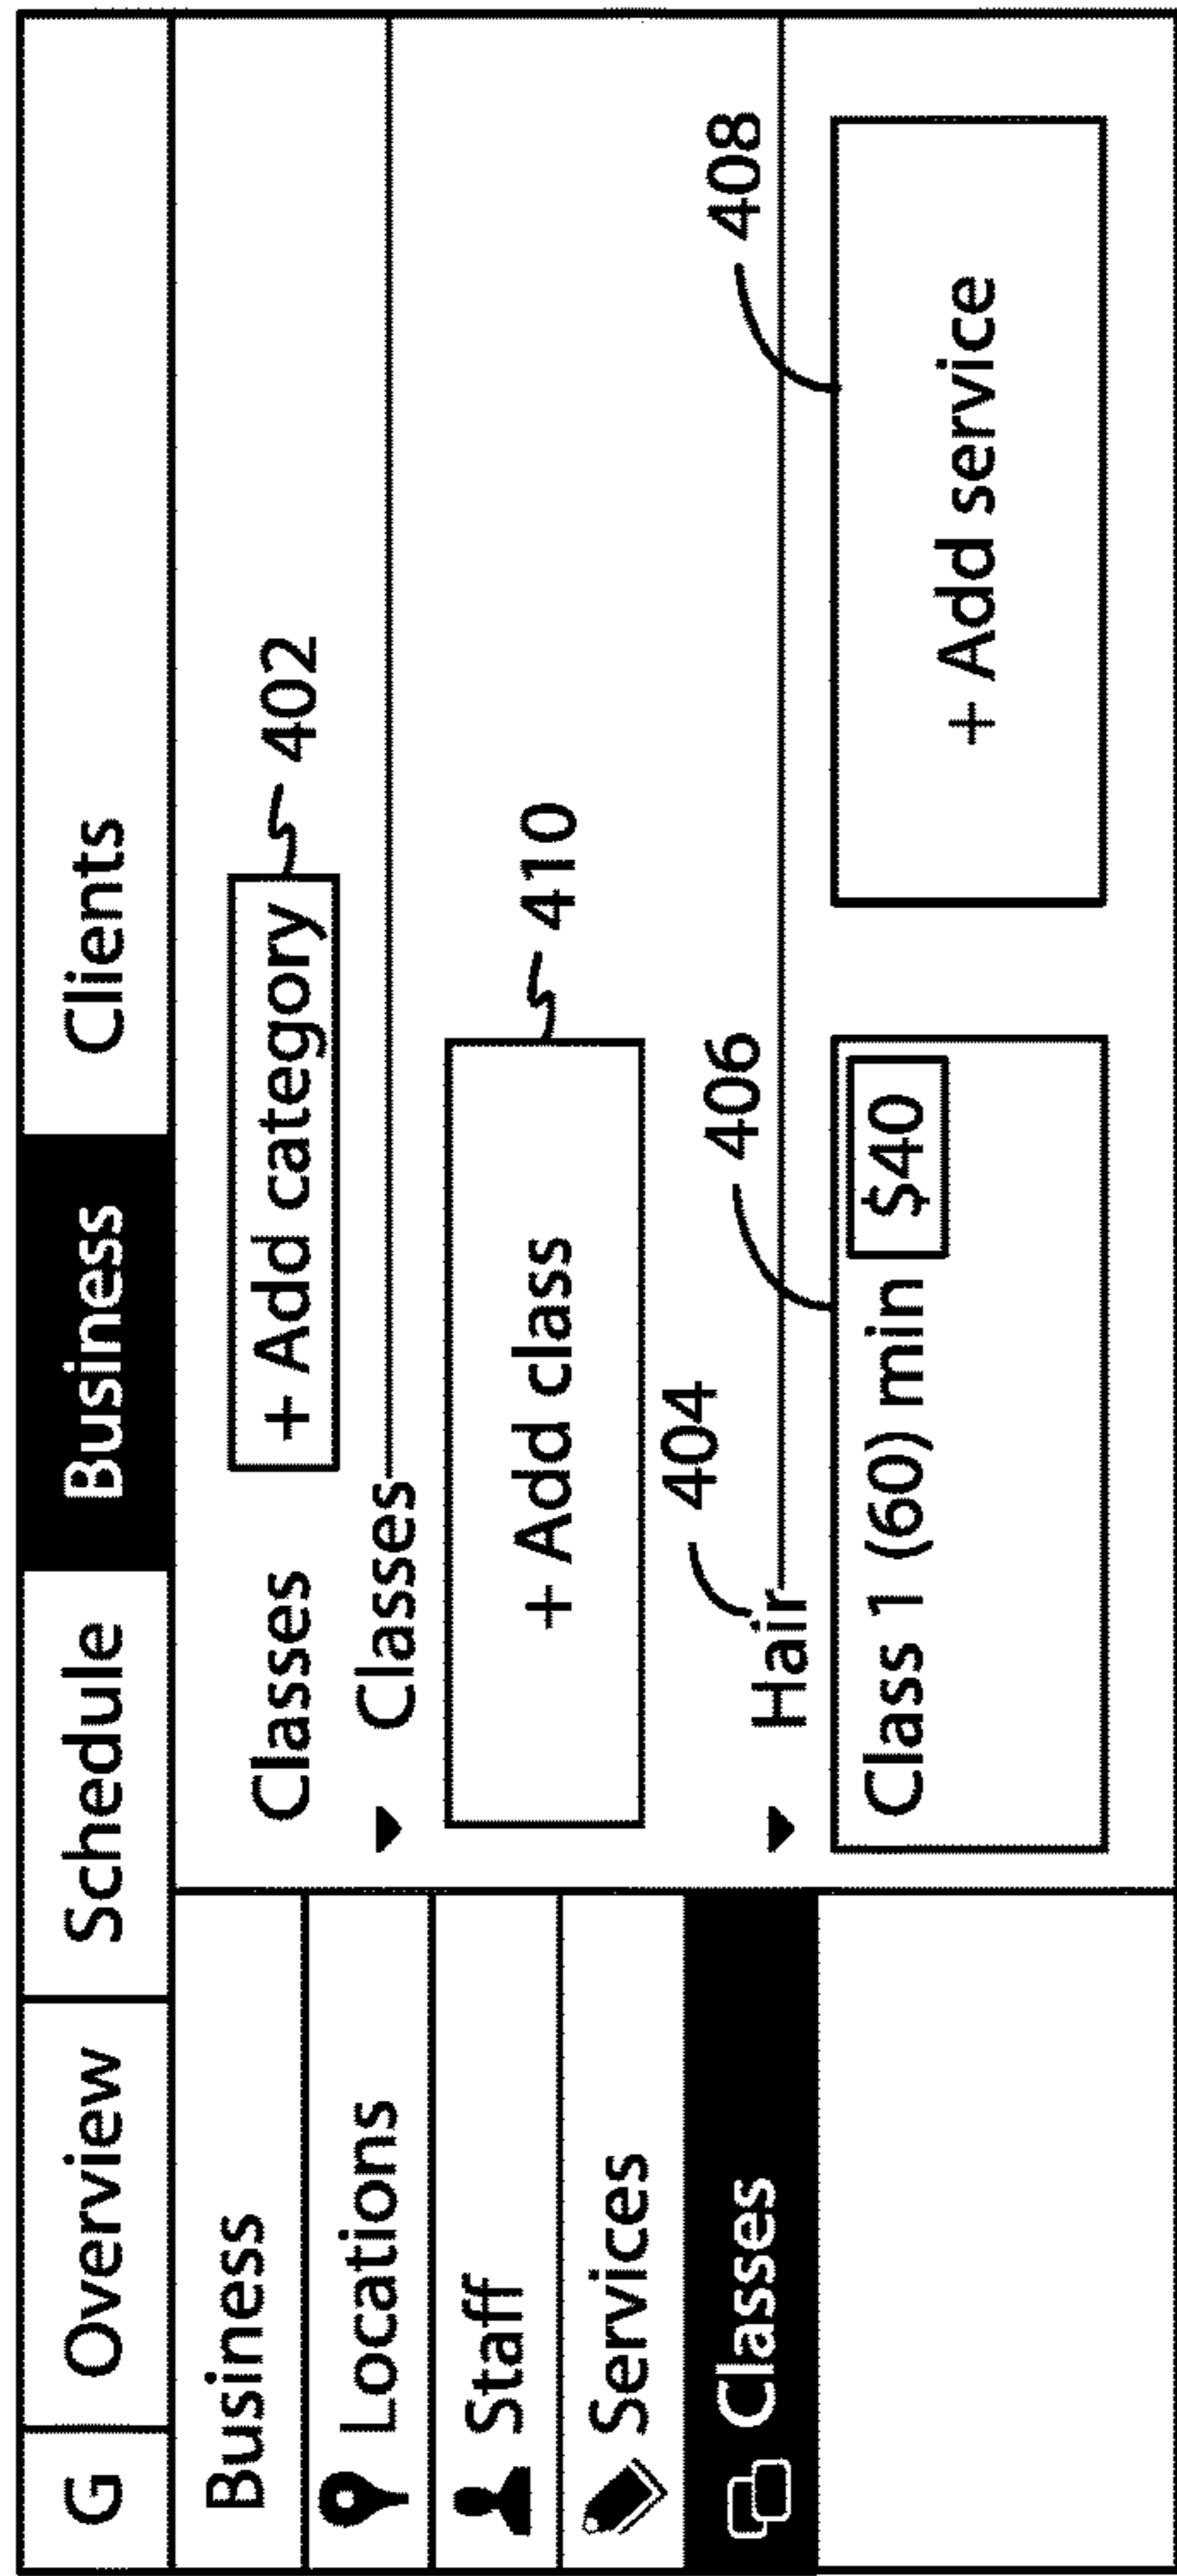 G Overview Schedule Business Clients
Business
Locations
Staff
Services
Classes
Classes + Add category 402
Classes
+ Add class 410
404 406 408
Hair
Class 1 (60) min $40
+ Add service